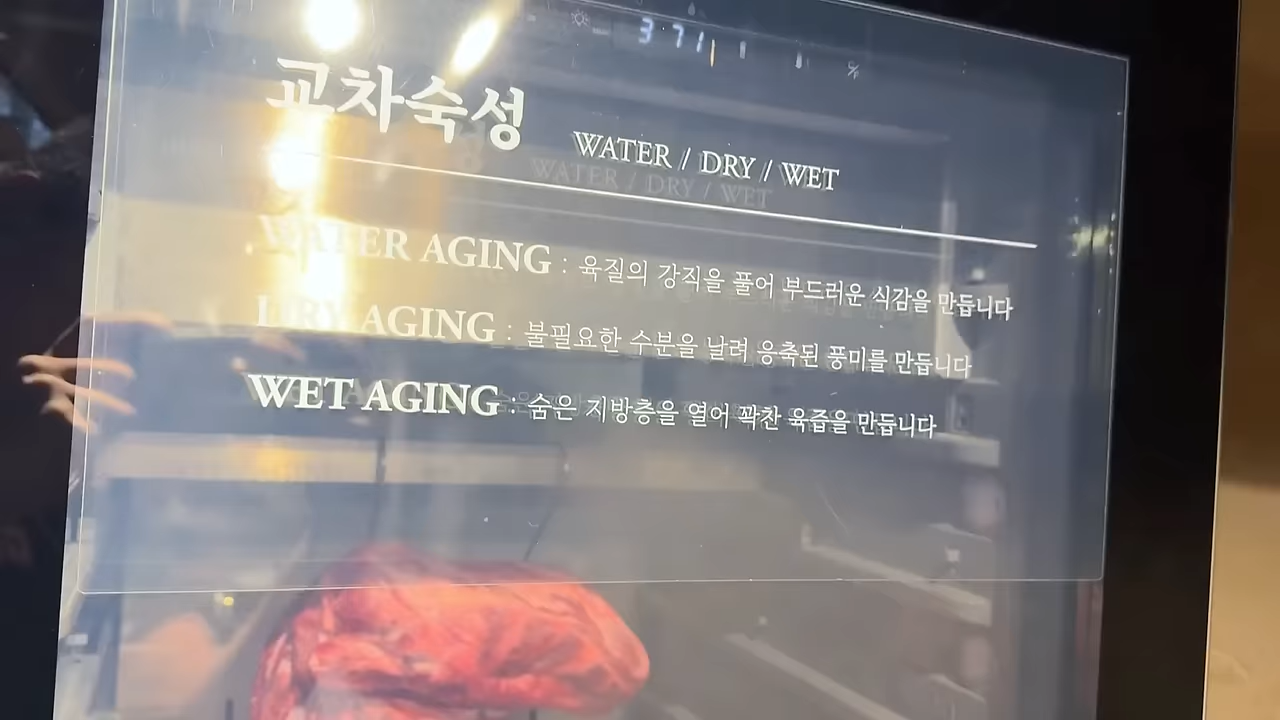 3 71
교차숙성 WATER / DRY / WET
WATER AGING : 육질의 강직을 풀어 부드러운 식감을 만듭니다
DRY AGING : 불필요한 수분을 날려 응축된 풍미를 만듭니다
WET AGING : 숨은 지방층을 열어 꽉찬 육즙을 만듭니다